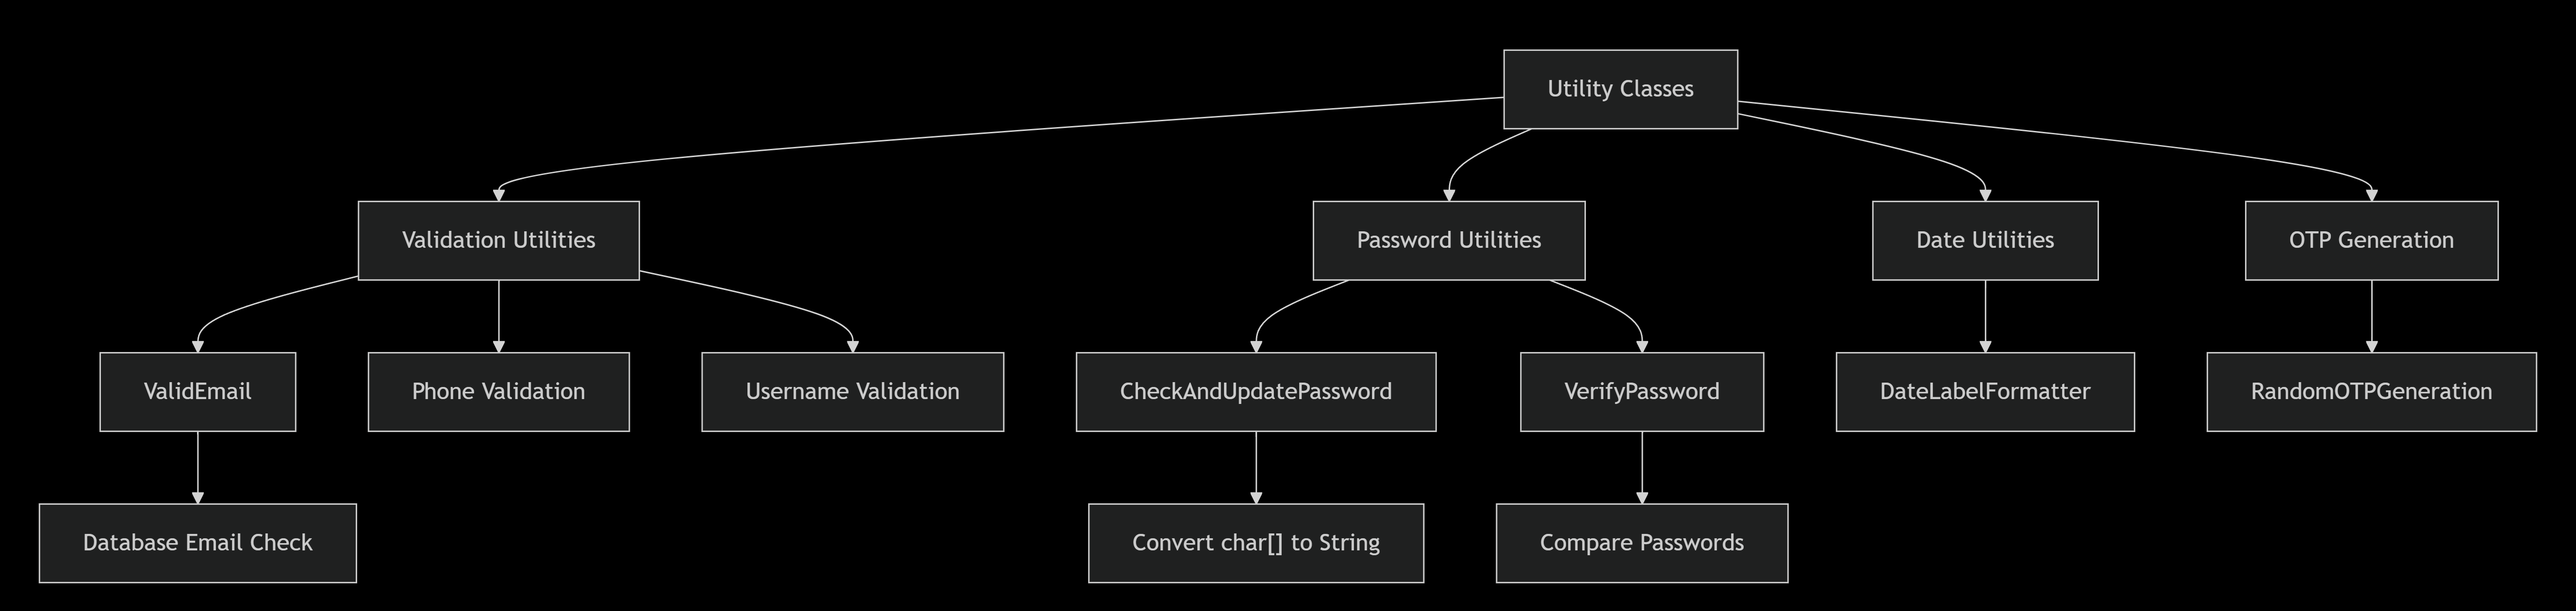 Utility Classes
Validation Utilities
Password Utilities
Date Utilities
OTP Generation
ValidEmail
Phone Validation
Username Validation
CheckAndUpdatePassword
VerifyPassword
DateLabelFormatter
RandomOTPGeneration
Database Email Check
Convert char[] to String
Compare Passwords